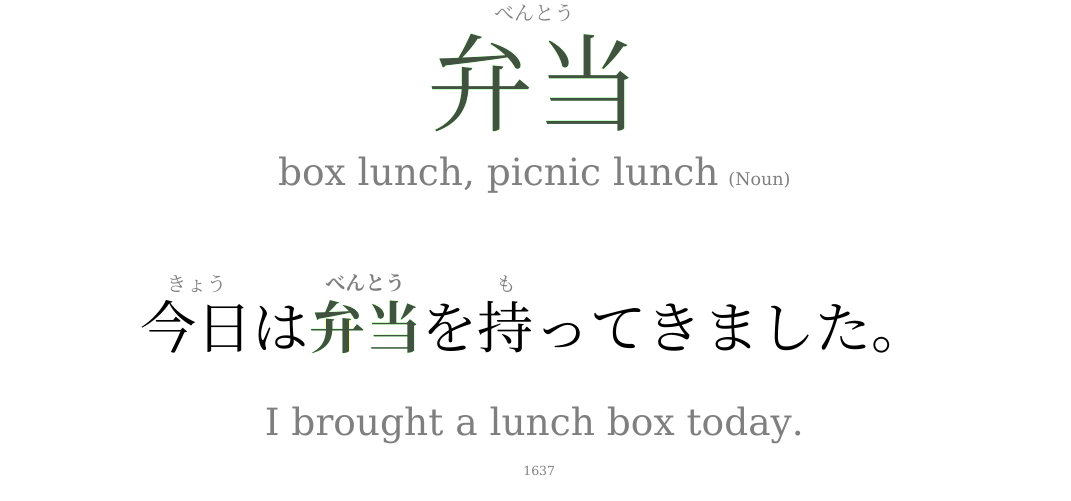 べんとう
弁当
box lunch, picnic lunch (Noun)
きょう べんとう も
今日は弁当を持ってきました。
I brought a lunch box today.
1637